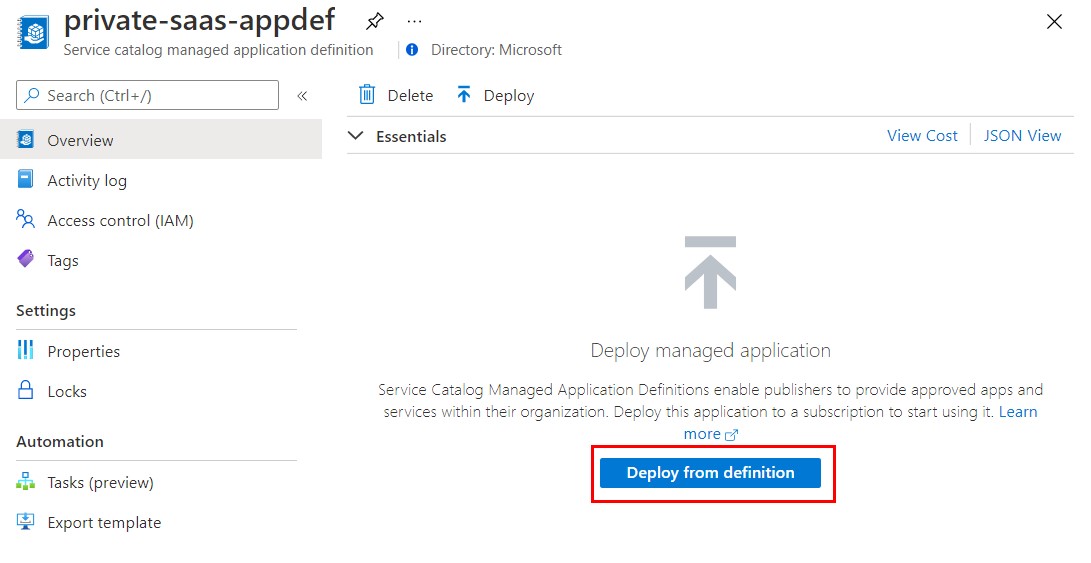 private-saas-appdef ...
Service catalog managed application definition Directory: Microsoft
Search (Ctrl+/) «
Delete Deploy
Overview
Essentials View Cost JSON View
Activity log
Access control (IAM)
Tags
Settings
Properties
Locks
Automation
Tasks (preview)
Export template
Deploy managed application
Service Catalog Managed Application Definitions enable publishers to provide approved apps and
services within their organization. Deploy this application to a subscription to start using it. Learn
more
Deploy from definition